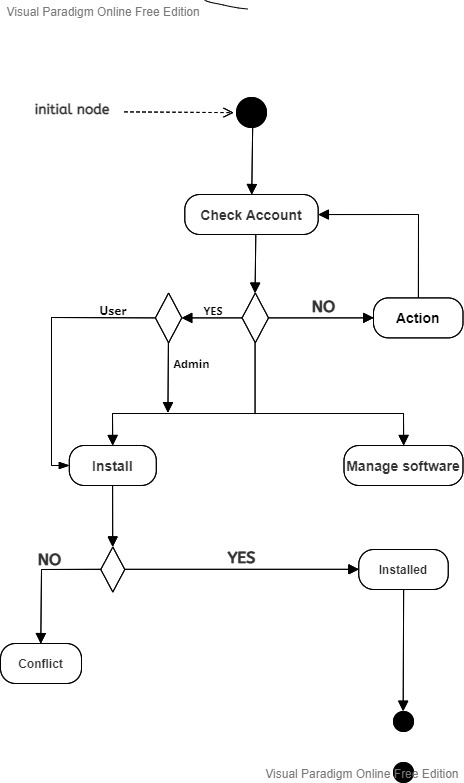 Visual Paradigm Online Free Edition
initial node
Check Account
User
YES
NO
Action
Admin
Install
Manage software
NO
YES
Installed
Conflict
Visual Paradigm Online Free Edition